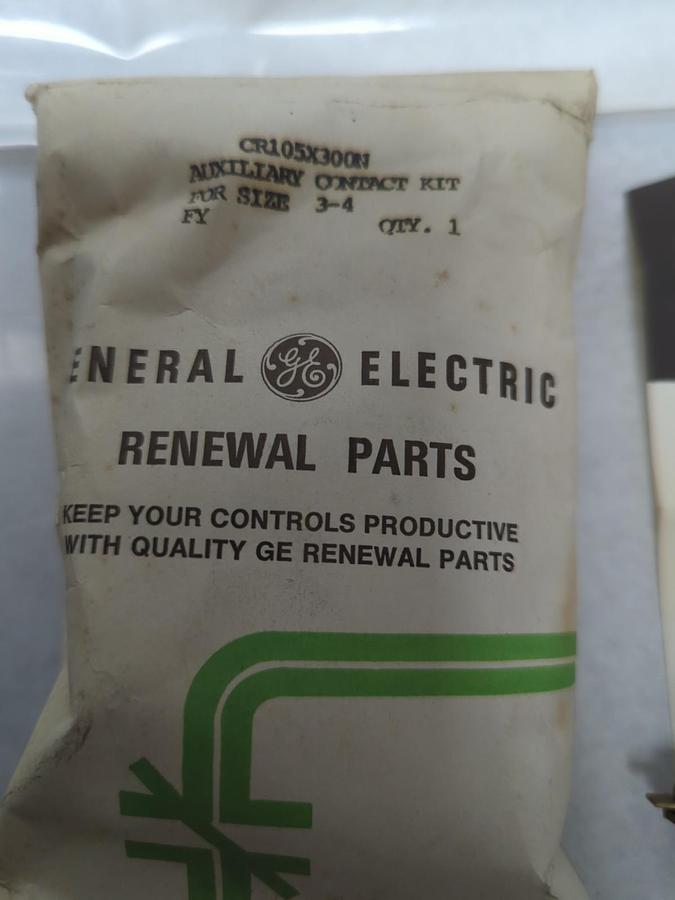 CR105X300N
AUXILIARY CONTACT KIT
FOR SIZE 3-4
FY QTY. 1
ENERAL GE ELECTRIC
RENEWAL PARTS
KEEP YOUR CONTROLS PRODUCTIVE
WITH QUALITY GE RENEWAL PARTS